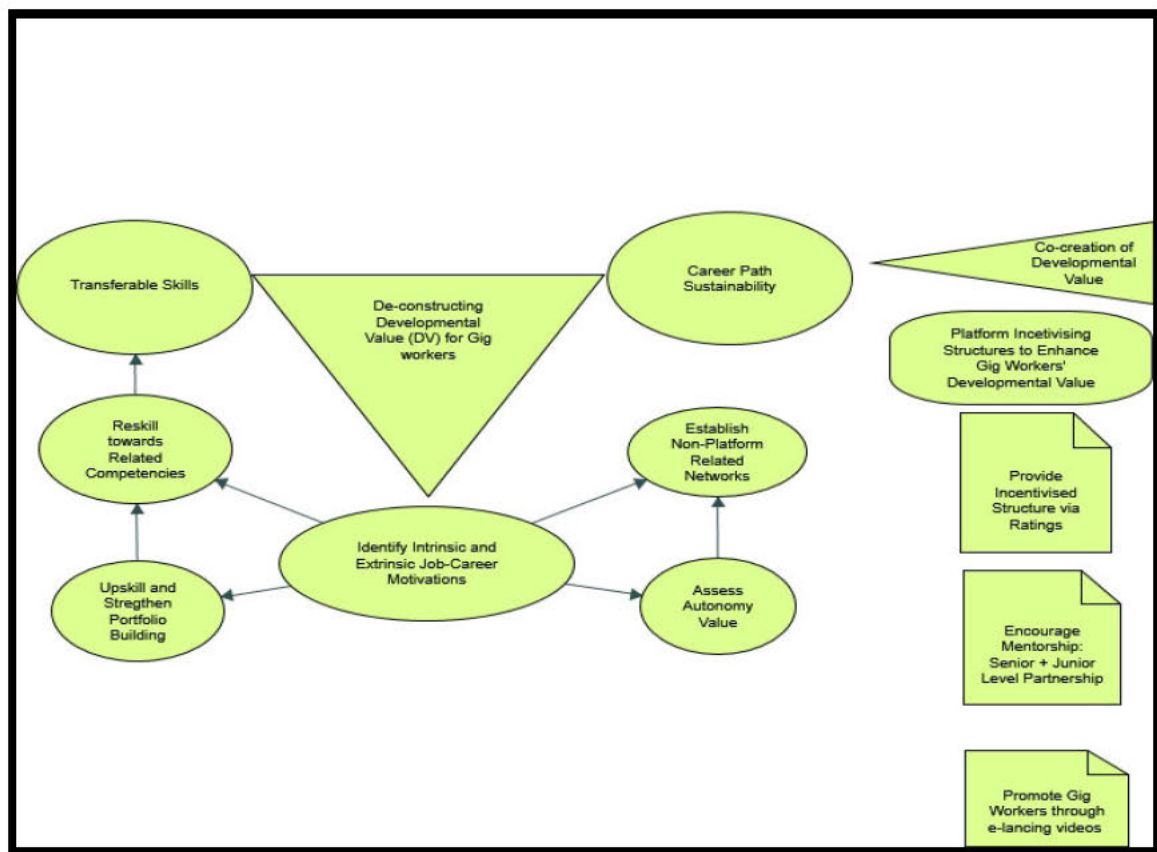 Transferable Skills
De-constructing
Developmental
Value (DV) for Gig
workers
Career Path
Sustainability
Co-creation of
Developmental
Value
Platform Incetivising
Structures to Enhance
Gig Workers'
Developmental Value
Reskill
towards
Related
Competencies
Establish
Non-Platform
Related
Networks
Provide
Incentivised
Structure via
Ratings
Identify Intrinsic and
Extrinsic Job-Career
Motivations
Upskill and
Stregthen
Portfolio
Building
Assess
Autonomy
Value
Encourage
Mentorship:
Senior + Junior
Level Partnership
Promote Gig
Workers through
e-lancing videos